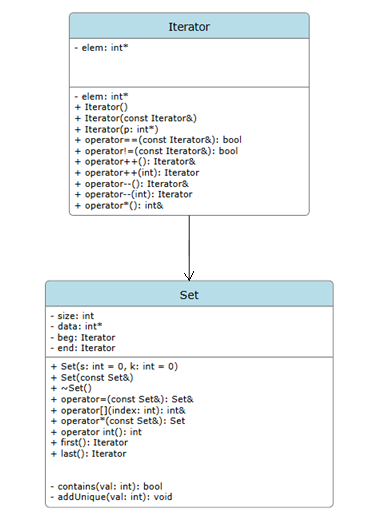 Iterator
- elem: int*
- elem: int*
+ Iterator()
+ Iterator(const Iterator&)
+ Iterator(p: int*)
+ operator==(const Iterator&): bool
+ operator!=(const Iterator&): bool
+ operator++(): Iterator&
+ operator++(int): Iterator
+ operator--(): Iterator&
+ operator--(int): Iterator
+ operator*(): int&
Set
- size: int
- data: int*
- beg: Iterator
- end: Iterator
+ Set(s: int = 0, k: int = 0)
+ Set(const Set&)
+ ~Set()
+ operator=(const Set&): Set&
+ operator[](index: int): int&
+ operator*(const Set&): Set
+ operator int(): int
+ first(): Iterator
+ last(): Iterator
- contains(val: int): bool
- addUnique(val: int): void